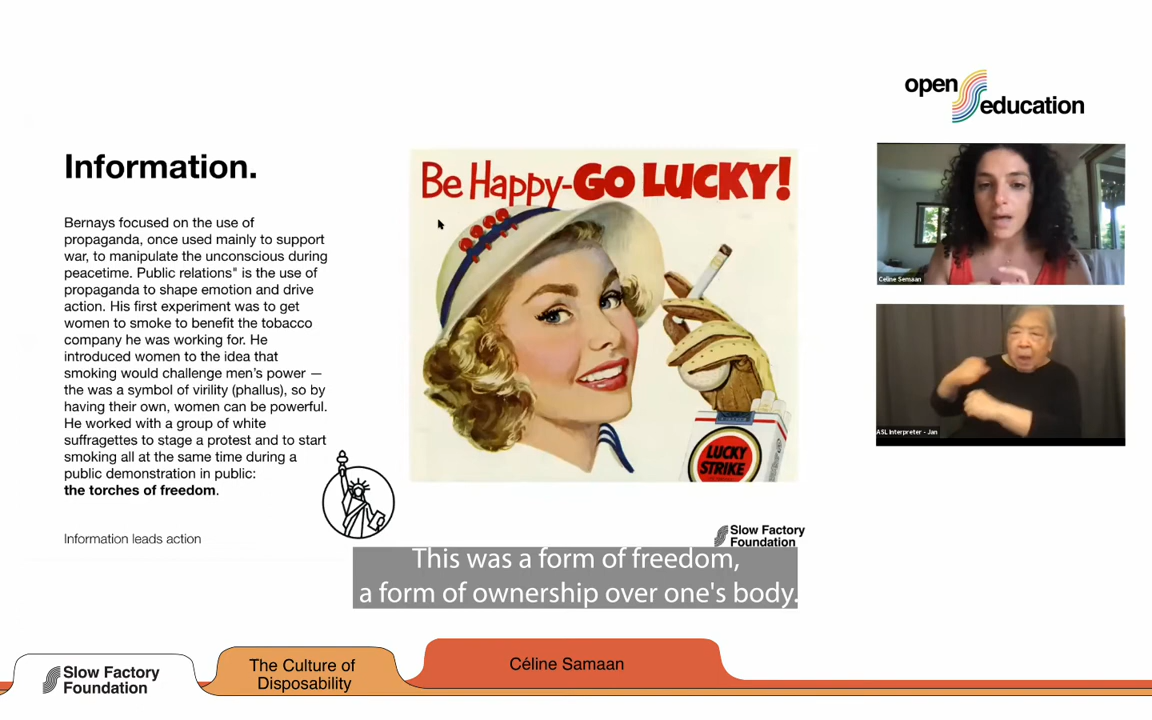 open
education
Information.
Bernays focused on the use of
propaganda, once used mainly to support
war, to manipulate the unconscious during
peacetime. Public relations" is the use of
propaganda to shape emotion and drive
action. His first experiment was to get
women to smoke to benefit the tobacco
company he was working for. He
introduced women to the idea that
smoking would challenge men's power —
the was a symbol of virility (phallus), so by
having their own, women can be powerful.
He worked with a group of white
suffragettes to stage a protest and to start
smoking all at the same time during a
public demonstration in public:
the torches of freedom.
Information leads action
Be Happy-GO LUCKY!
LUCKY
STRIKE
Celine Semaan
ASL Interpreter - Jan
Slow Factory
Foundation
This was a form of freedom,
a form of ownership over one's body.
Slow Factory
Foundation
The Culture of
Disposability
Céline Samaan